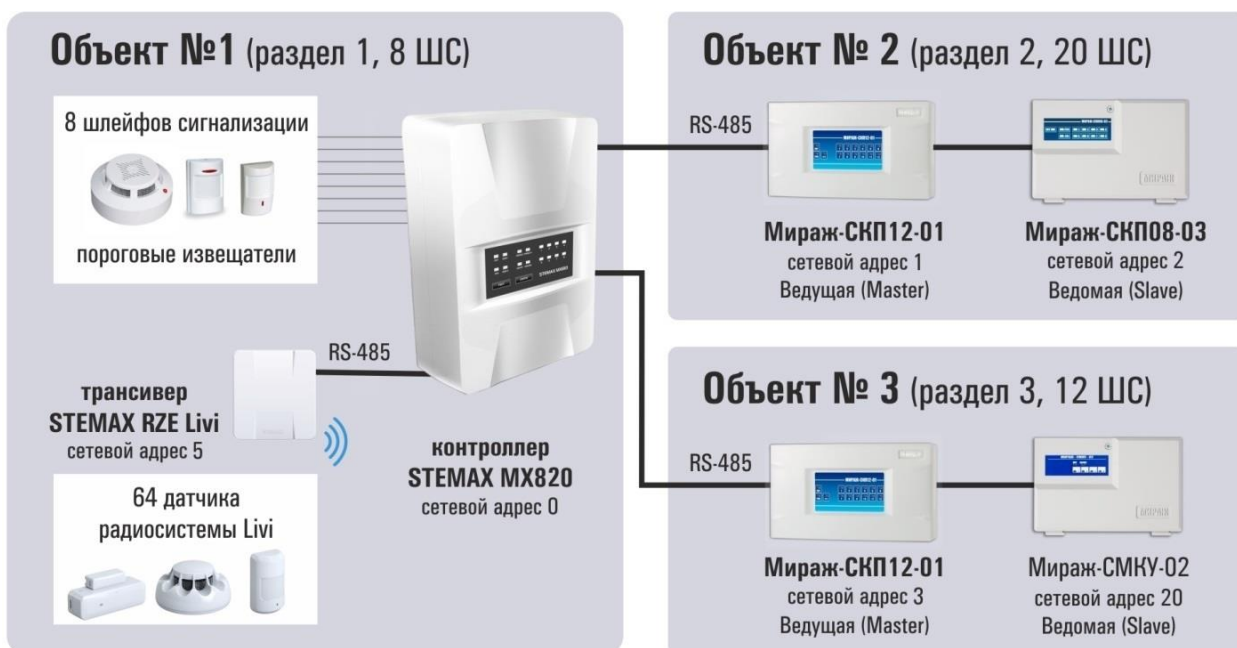 Объект №1 (раздел 1, 8 ШС)
8 шлейфов сигнализации
пороговые извещатели
RS-485
трансивер
STEMAX RZE Livi
сетевой адрес 5
64 датчика
радиосистемы Livi
STEMAX MX820
контроллер
STEMAX MX820
сетевой адрес 0
Объект № 2 (раздел 2, 20 ШС)
RS-485
Мираж-СКП12-01
сетевой адрес 1
Ведущая (Master)
Мираж-СКП08-03
сетевой адрес 2
Ведомая (Slave)
Объект № 3 (раздел 3, 12 ШС)
RS-485
Мираж-СКП12-01
сетевой адрес 3
Ведущая (Master)
Мираж-СМКУ-02
сетевой адрес 20
Ведомая (Slave)